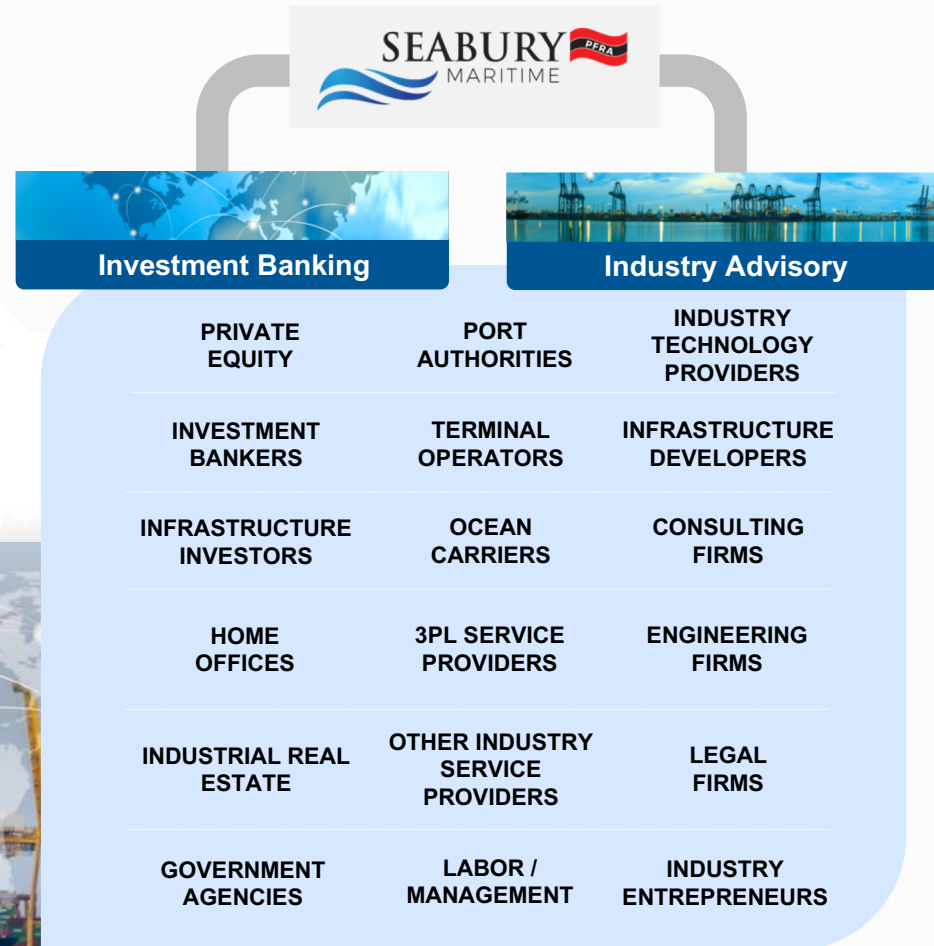 SEABURY
PFRA
MARITIME
Investment Banking
Industry Advisory
PRIVATE
EQUITY
PORT
AUTHORITIES
INDUSTRY
TECHNOLOGY
PROVIDERS
INVESTMENT
BANKERS
TERMINAL
OPERATORS
INFRASTRUCTURE
DEVELOPERS
INFRASTRUCTURE
INVESTORS
OCEAN
CARRIERS
CONSULTING
FIRMS
HOME
OFFICES
3PL SERVICE
PROVIDERS
ENGINEERING
FIRMS
INDUSTRIAL REAL
ESTATE
OTHER INDUSTRY
SERVICE
PROVIDERS
LEGAL
FIRMS
GOVERNMENT
AGENCIES
LABOR /
MANAGEMENT
INDUSTRY
ENTREPRENEURS